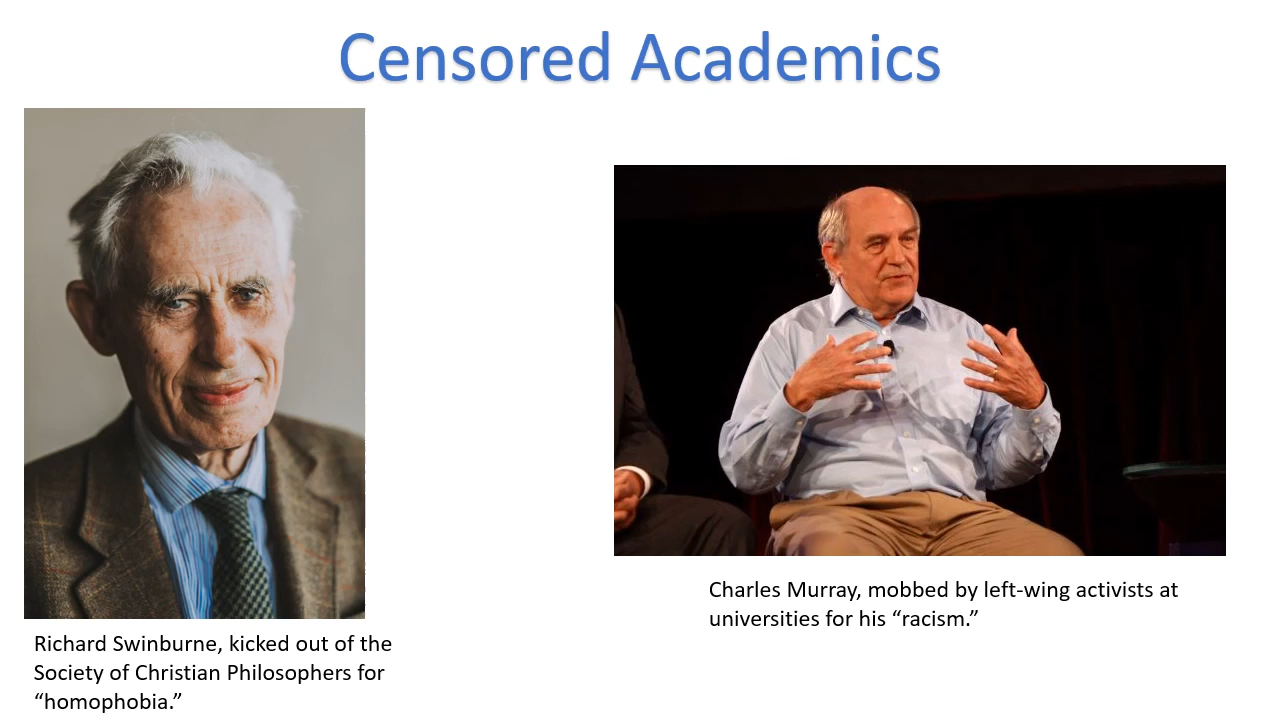 Censored Academics
Richard Swinburne, kicked out of the
Society of Christian Philosophers for
“homophobia.”
Charles Murray, mobbed by left-wing activists at
universities for his “racism.”